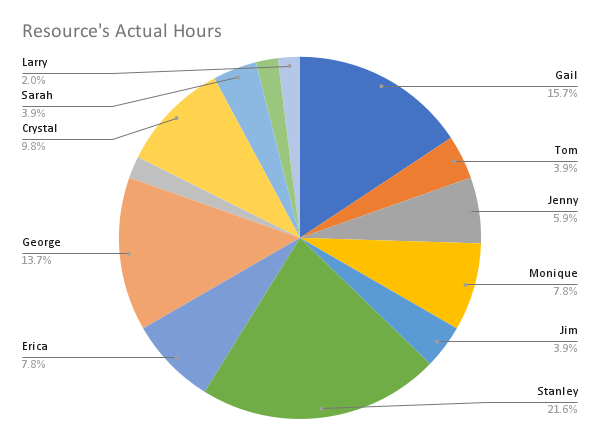 Resource's Actual Hours
Larry
2.0%
Sarah
3.9%
Crystal
9.8%
George
13.7%
Erica
7.8%
Gail
15.7%
Tom
3.9%
Jenny
5.9%
Monique
7.8%
Jim
3.9%
Stanley
21.6%